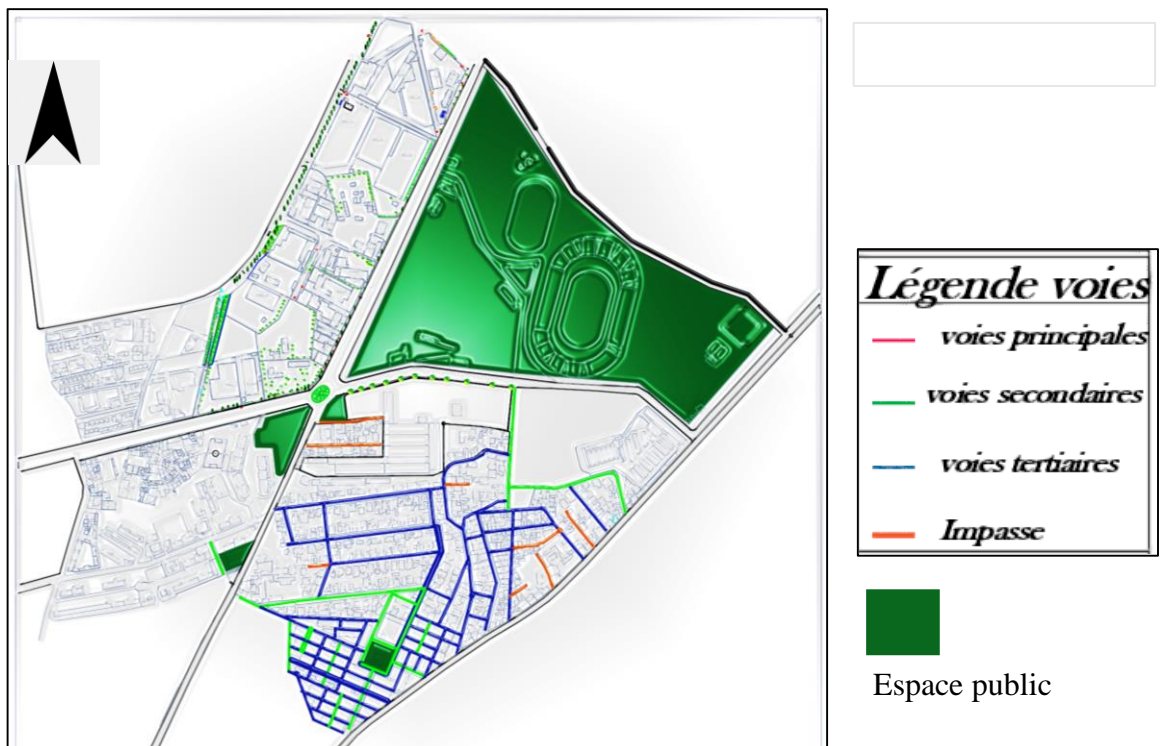 Légende voies
voies principales
voies secondaires
voies tertiaires
Impasse
Espace public